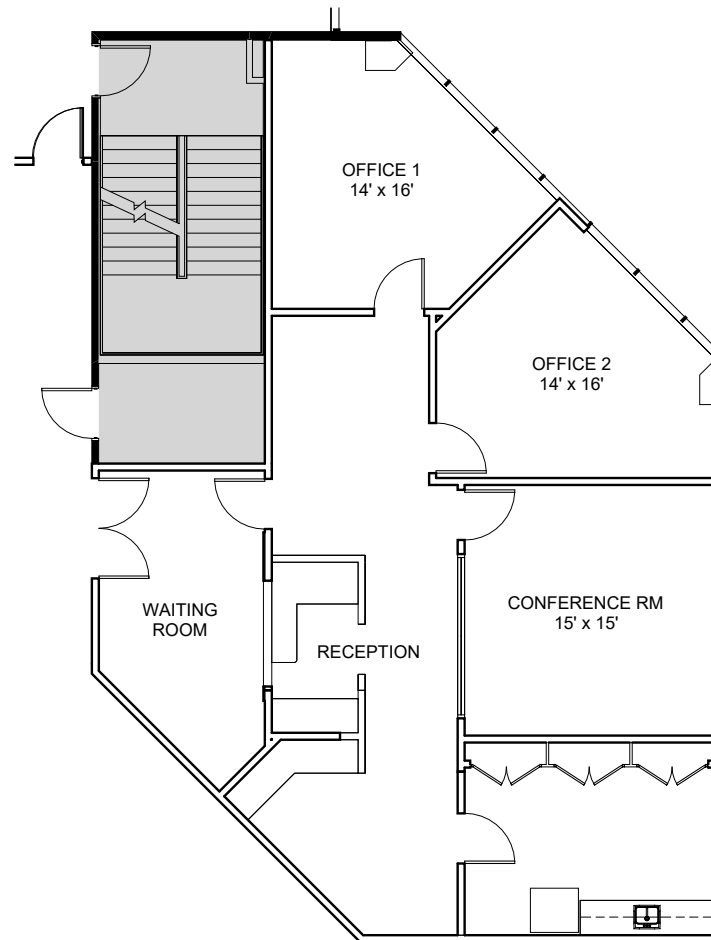 OFFICE 1
14' x 16'
OFFICE 2
14' x 16'
WAITING
ROOM
CONFERENCE RM
15' x 15'
RECEPTION